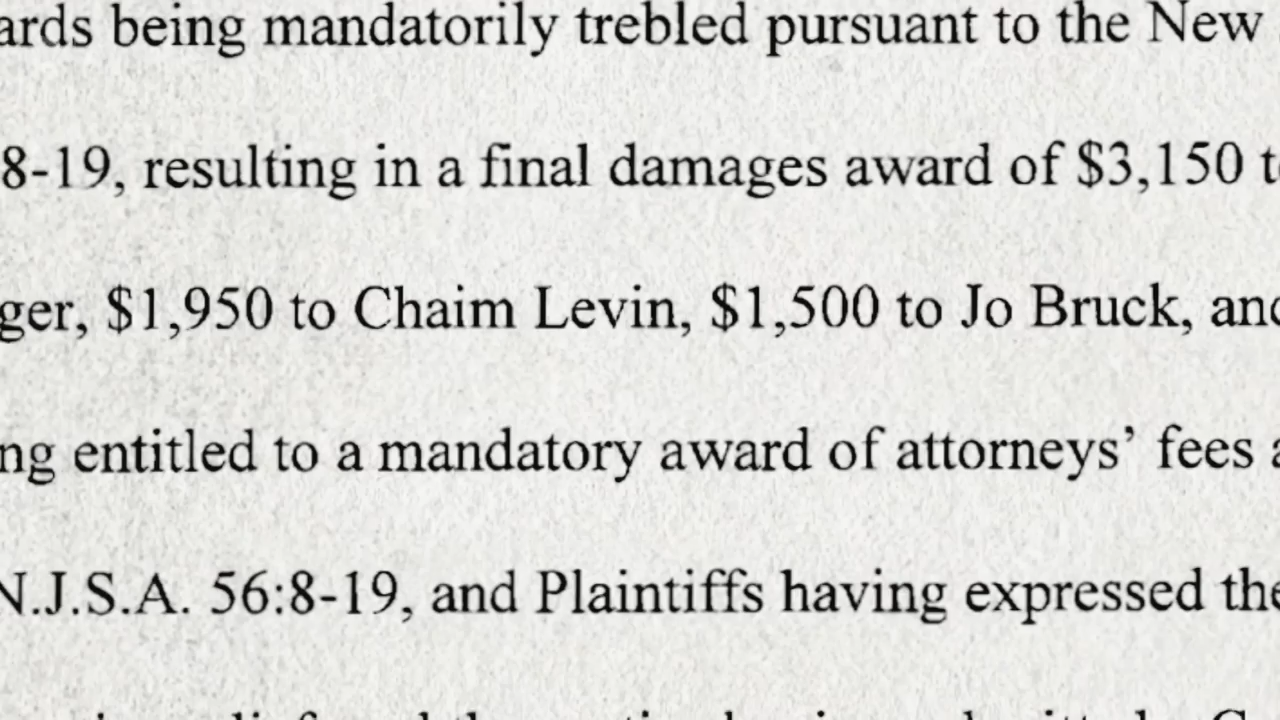 ards being mandatorily trebled pursuant to the New
8-19, resulting in a final damages award of $3,150 t
ger, $1,950 to Chaim Levin, $1,500 to Jo Bruck, and
ng entitled to a mandatory award of attorneys’ fees a
N.J.S.A. 56:8-19, and Plaintiffs having expressed the